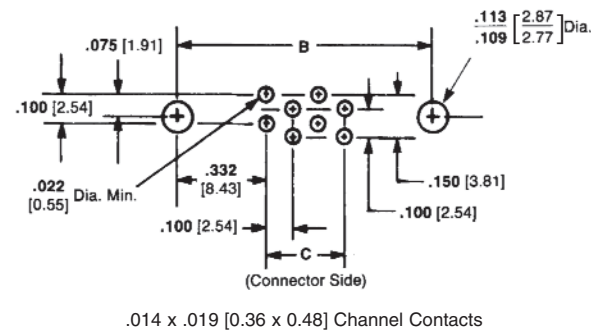 .113
.109
[2.87
2.77]
Dia.
.075 [1.91]
B
.100 [2.54]
.022
[0.55]
Dia. Min.
.332
[8.43]
.150 [3.81]
.100 [2.54]
.100 [2.54]
C
(Connector Side)
.014 x .019 [0.36 x 0.48] Channel Contacts